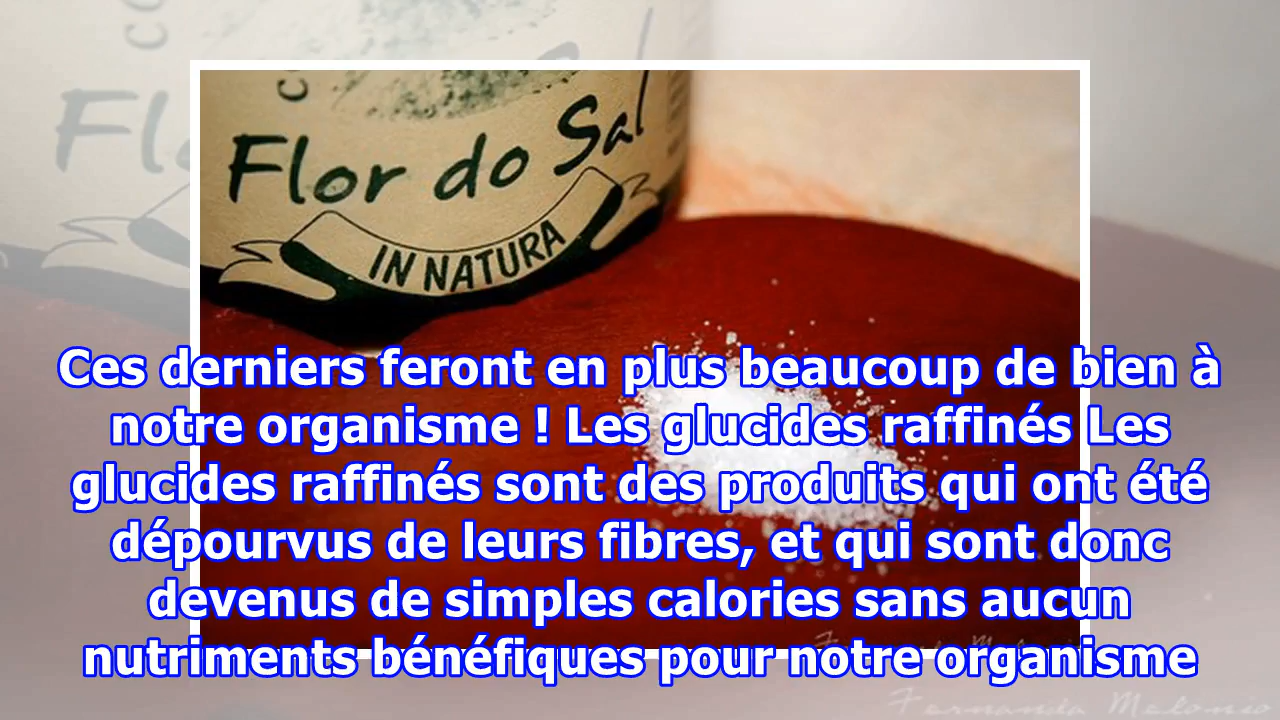 Flor do Sal
IN NATURA
Ces derniers feront en plus beaucoup de bien à
notre organisme ! Les glucides raffinés Les
glucides raffinés sont des produits qui ont été
dépourvus de leurs fibres, et qui sont donc
devenus de simples calories sans aucun
nutriments bénéfiques pour notre organisme
Fernanda Melonio